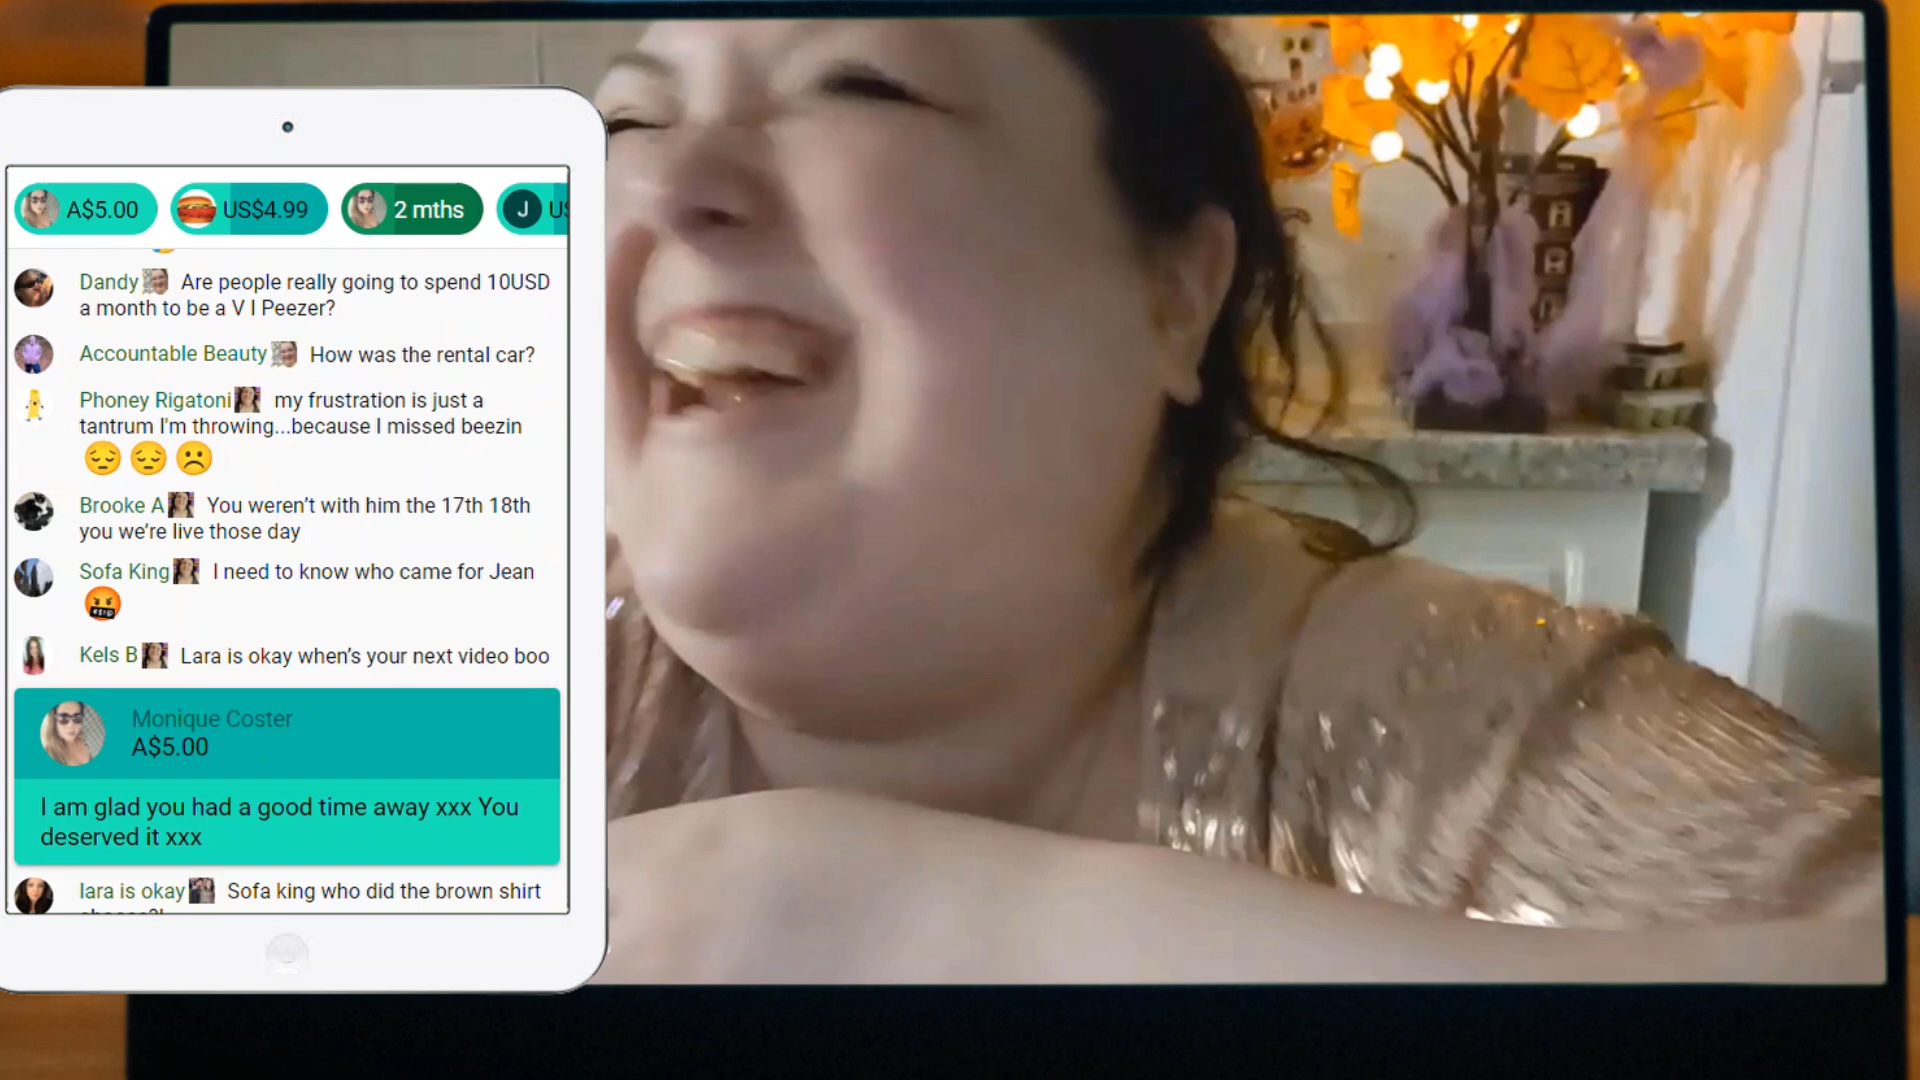 A$5.00 US$4.99 2 mths J
Dandy Are people really going to spend 10USD
a month to be a V I Peezer?
Accountable Beauty How was the rental car?
Phoney Rigatoni my frustration is just a
tantrum I'm throwing...because I missed beezin
Brooke A You weren’t with him the 17th 18th
you we’re live those day
Sofa King I need to know who came for Jean
Kels B Lara is okay when’s your next video boo
Monique Coster
A$5.00
I am glad you had a good time away xxx You
deserved it xxx
lara is okay Sofa king who did the brown shirt